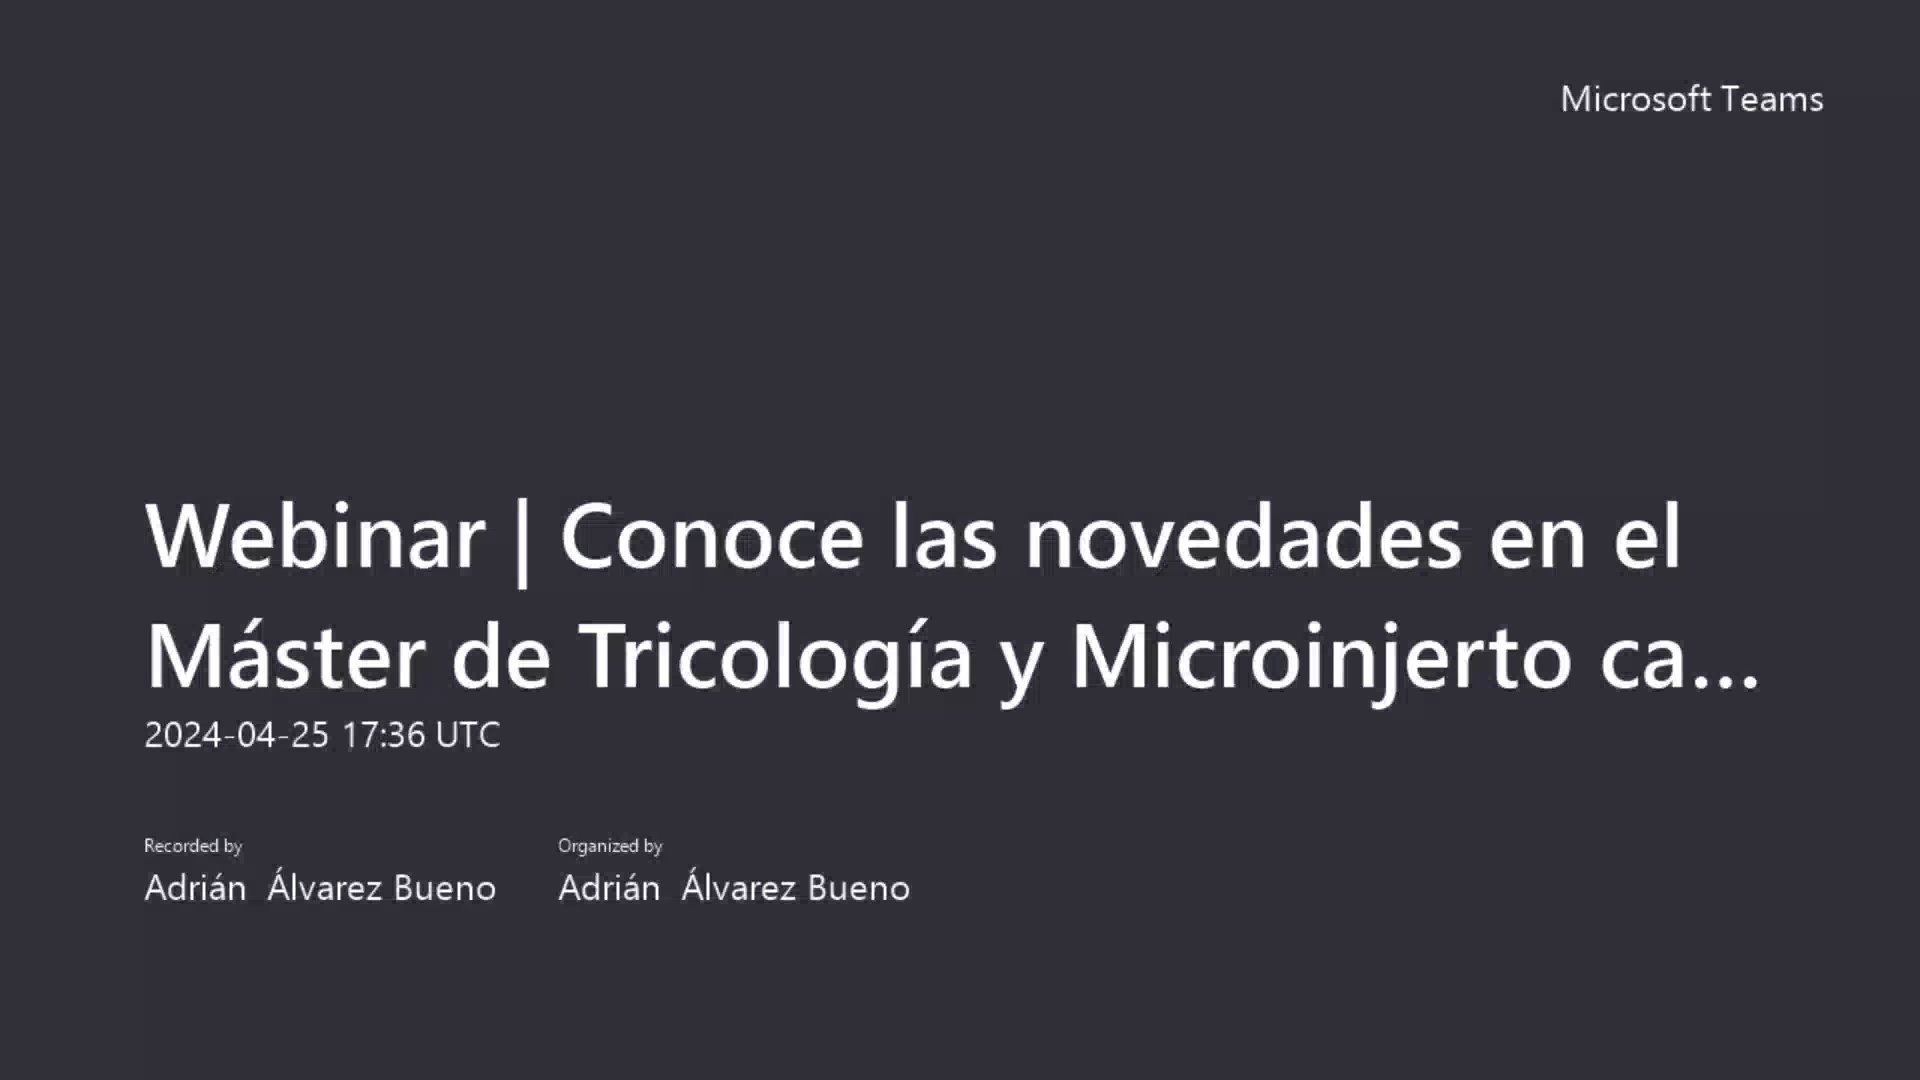 Microsoft Teams
Webinar | Conoce las novedades en el
Máster de Tricología y Microinjerto ca...
2024-04-25 17:36 UTC
Recorded by
Adrián  Álvarez Bueno
Organized by
Adrián  Álvarez Bueno